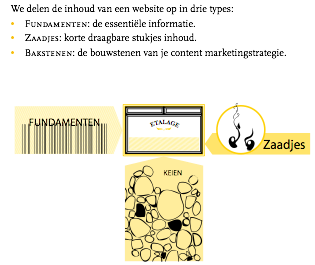 We delen de inhoud van een website op in drie types:
• FUNDAMENTEN: de essentiële informatie.
• ZAADJES: korte draagbare stukjes inhoud.
• BAKSTENEN: de bouwstenen van je content marketingstrategie.
FUNDAMENTEN
ETALAGE
Zaadjes
KEIEN